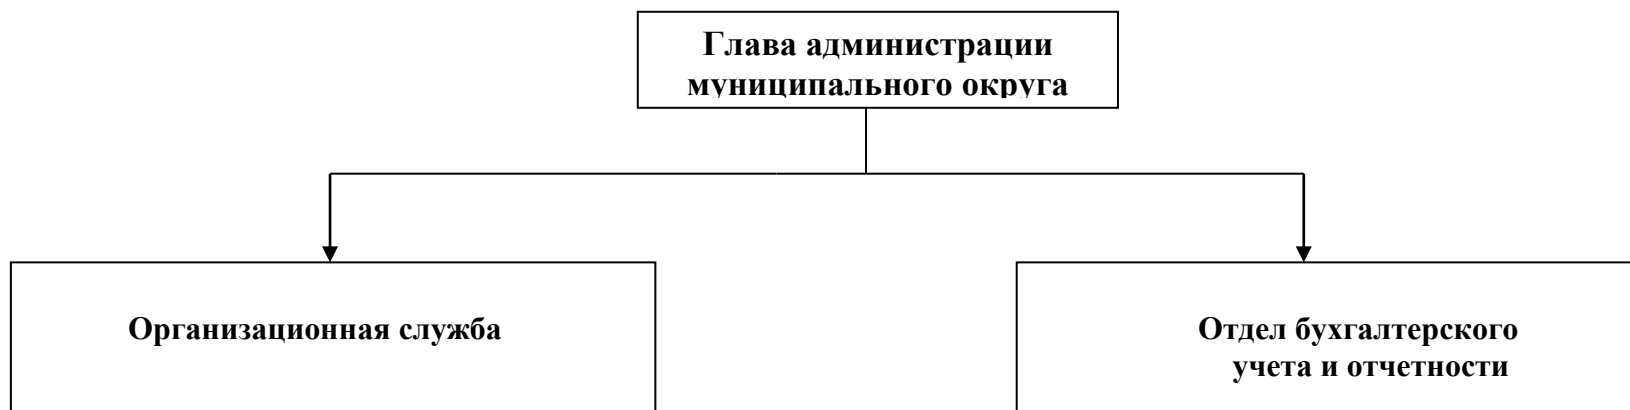 Глава администрации
муниципального округа
Организационная служба
Отдел бухгалтерского
учета и отчетности